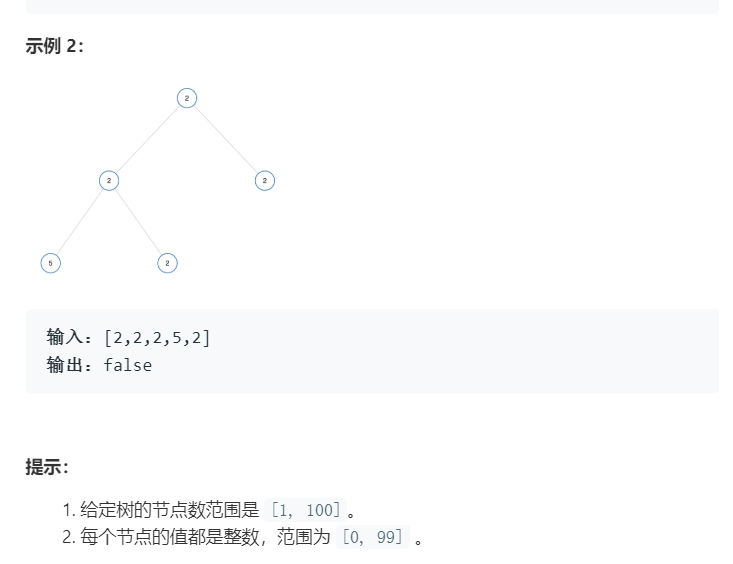 示例 2：
2
2
2
5
2
输入：[2,2,2,5,2]
输出：false
提示：
1. 给定树的节点数范围是 [1, 100]。
2. 每个节点的值都是整数，范围为 [0, 99] 。